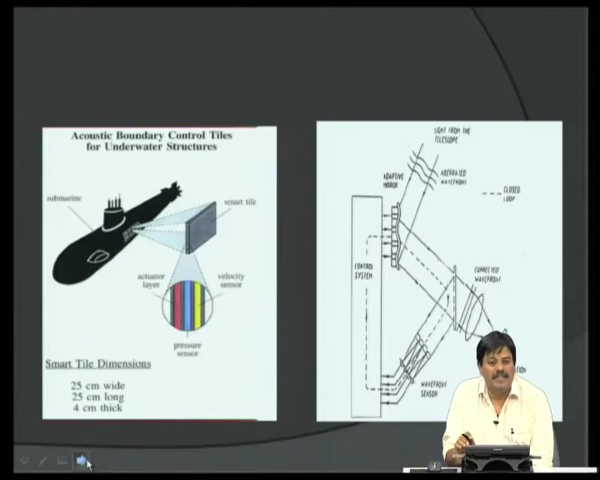 Acoustic Boundary Control Tiles
for Underwater Structures
submarine
smart tile
actuator
layer
velocity
sensor
pressure
sensor
Smart Tile Dimensions
25 cm wide
25 cm long
4 cm thick
LIGHT FROM THE
TELESCOPE
ADAPTIVE
MIRROR
ABERRATED
WAVEFRONT
CLOSED
LOOP
CONTROL
SYSTEM
CORRECTED
WAVEFRONT
WAVEFRONT
SENSOR